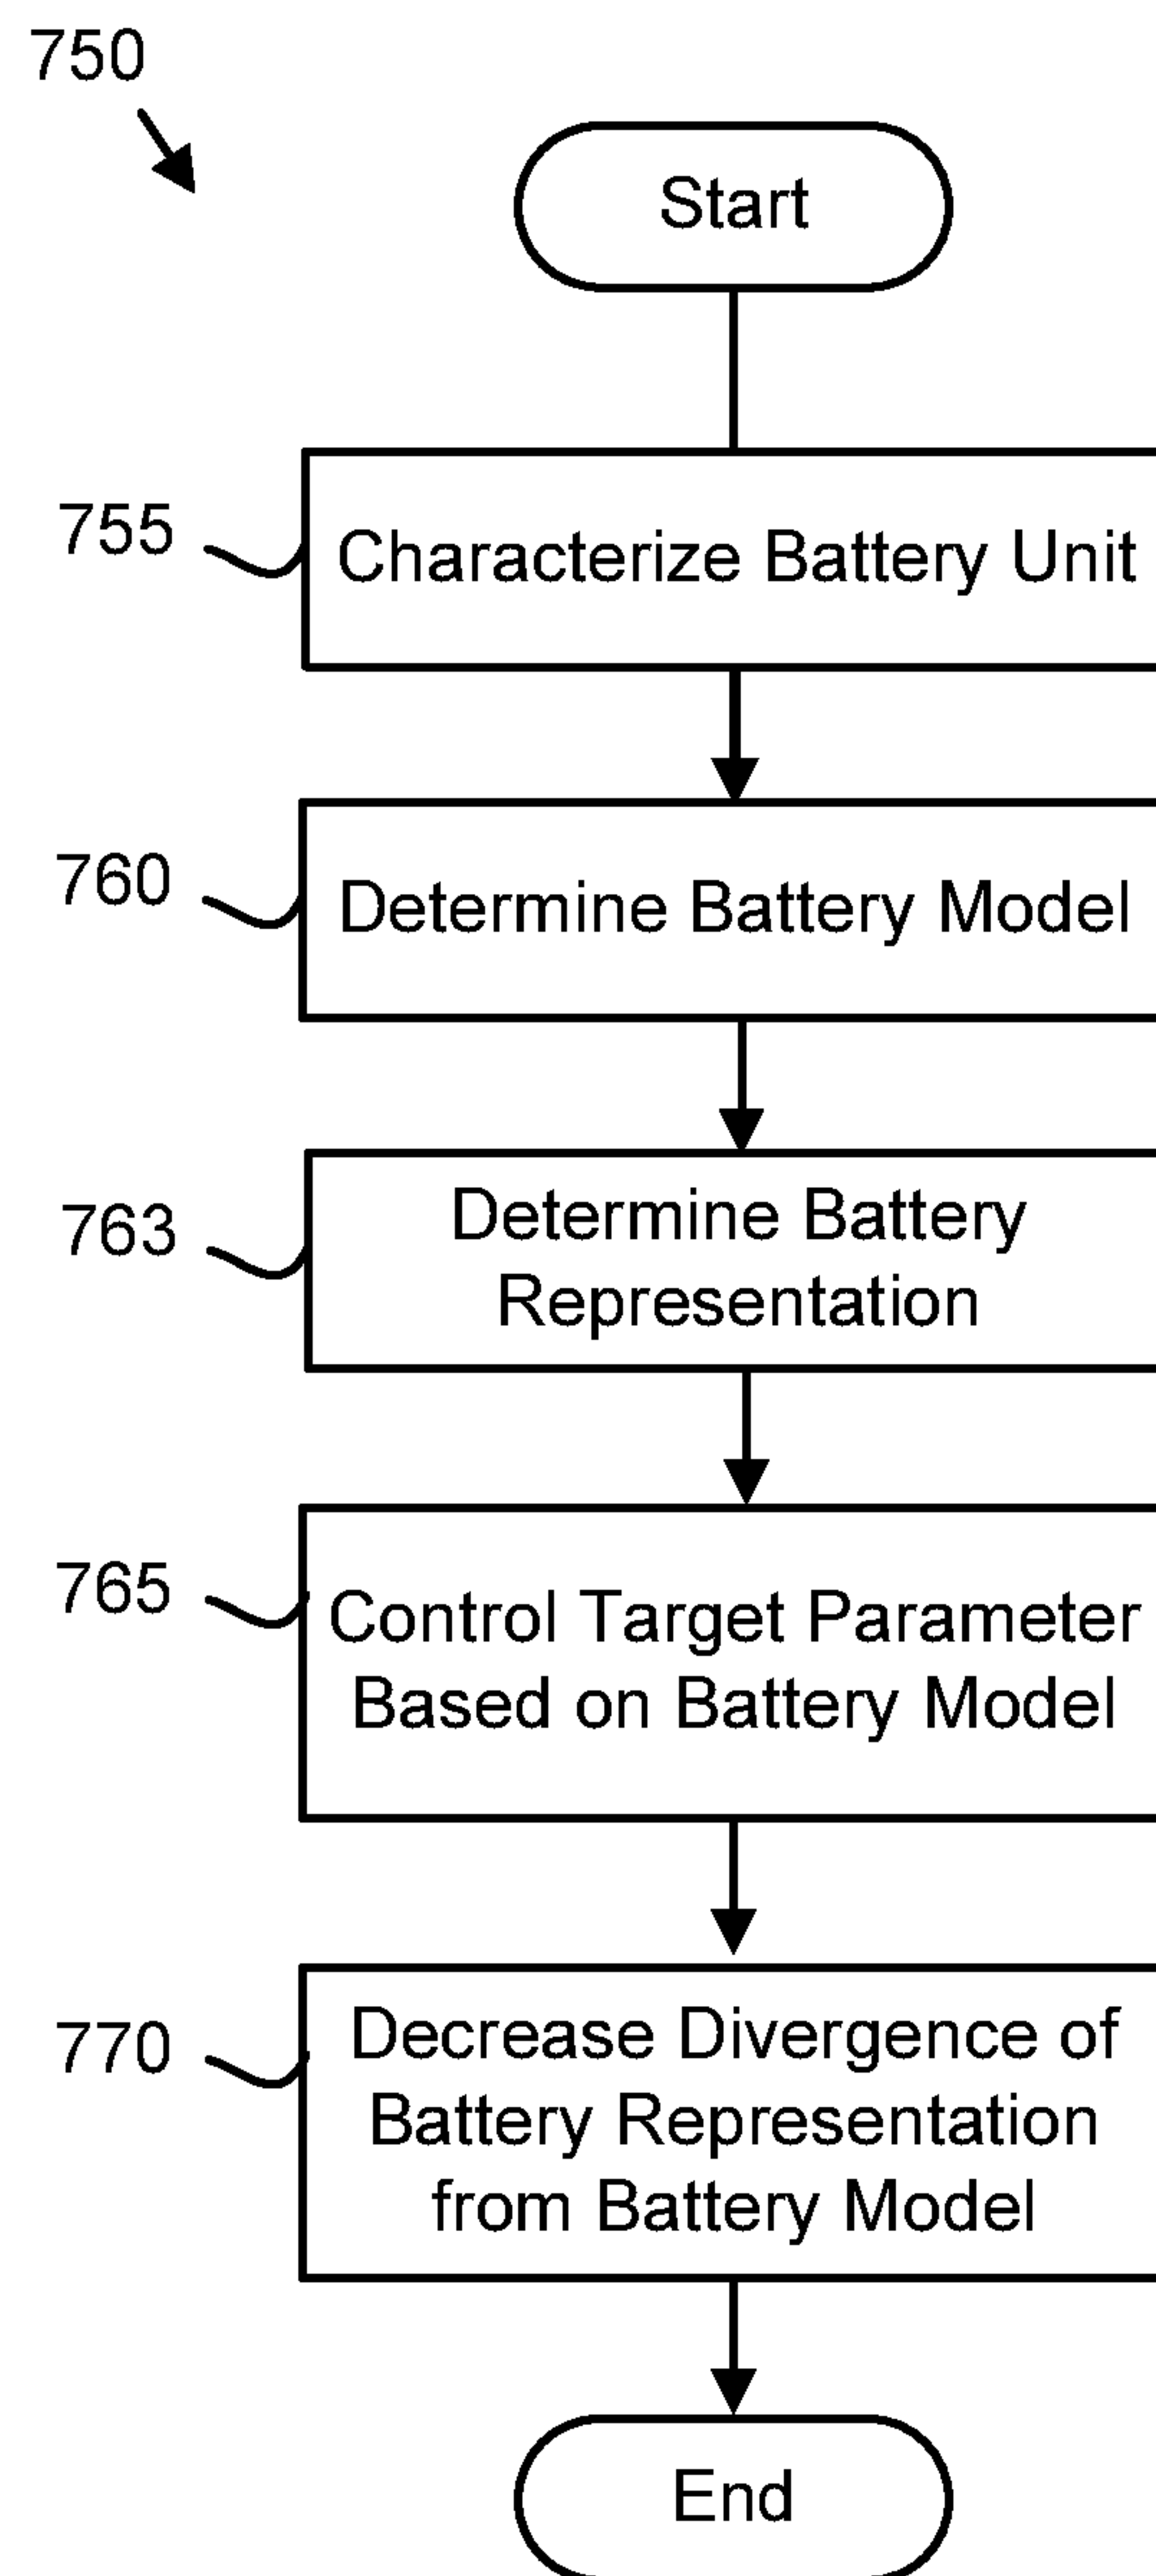 750
Start
755
Characterize Battery Unit
760
Determine Battery Model
763
Determine Battery
Representation
765
Control Target Parameter
Based on Battery Model
770
Decrease Divergence of
Battery Representation
from Battery Model
End